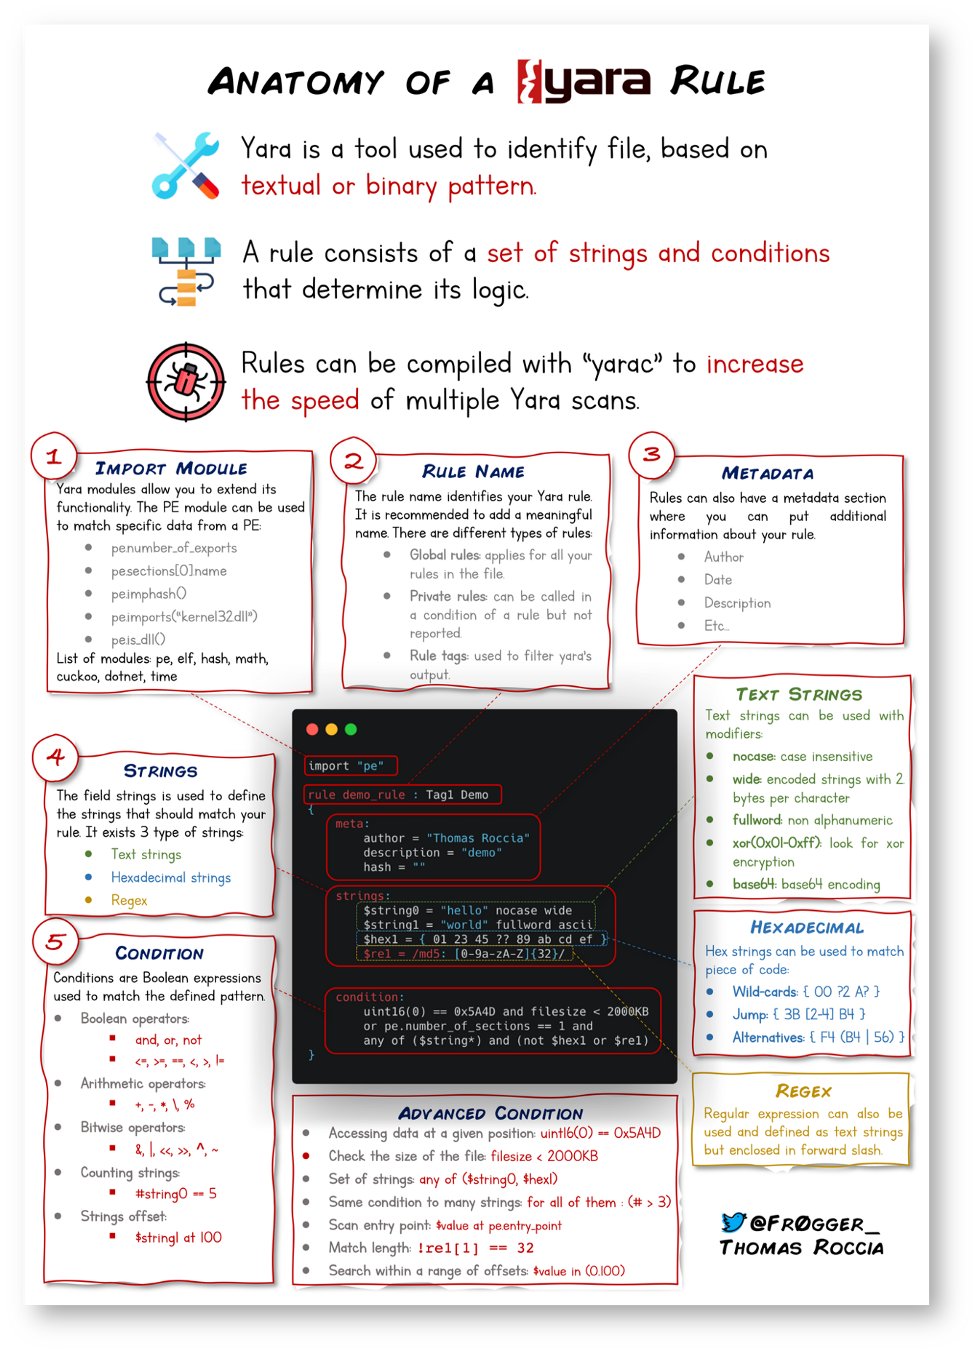 Anatomy of a yara Rule
Yara is a tool used to identify file, based on
textual or binary pattern.
A rule consists of a set of strings and conditions
that determine its logic.
Rules can be compiled with “yarac” to increase
the speed of multiple Yara scans.
1
Import Module
Yara modules allow you to extend its
functionality. The PE module can be used
to match specific data from a PE:
pe.number_of_exports
pe.sections[0].name
pe.imphash()
pe.imports(“kernel32.dll”)
pe.is_dll()
List of modules: pe, elf, hash, math,
cuckoo, dotnet, time
2
Rule Name
The rule name identifies your Yara rule.
It is recommended to add a meaningful
name. There are different types of rules:
Global rules: applies for all your
rules in the file.
Private rules: can be called in
a condition of a rule but not
reported.
Rule tags: used to filter yara's
output.
3
Metadata
Rules can also have a metadata section
where you can put additional
information about your rule.
Author
Date
Description
Etc...
4
Strings
The field strings is used to define
the strings that should match your
rule. It exists 3 type of strings:
Text strings
Hexadecimal strings
Regex
5
Condition
Conditions are Boolean expressions
used to match the defined pattern.
Boolean operators:
and, or, not
<=, >=, ==, <, >, !=
Arithmetic operators:
+, -, *, \, %
Bitwise operators:
&, |, <<, >>, ^, ~
Counting strings:
#string0 == 5
Strings offset:
$string1 at 100
import "pe"
rule demo_rule : Tag1 Demo
{
meta:
author = "Thomas Roccia"
description = "demo"
hash = ""
strings:
$string0 = "hello" nocase wide
$string1 = "world" fullword ascii
$hex1 = { 01 23 45 ?? 89 ab cd ef }
$re1 = /md5: [0-9a-zA-Z]{32}/
condition:
uint16(0) == 0x5A4D and filesize < 2000KB
or pe.number_of_sections == 1 and
any of ($string*) and (not $hex1 or $re1)
}
Advanced Condition
Accessing data at a given position: uint16(0) == 0x5A4D
Check the size of the file: filesize < 2000KB
Set of strings: any of ($string0, $hex1)
Same condition to many strings: for all of them : (# > 3)
Scan entry point: $value at pe.entry_point
Match length: !re1[1] == 32
Search within a range of offsets: $value in (0..100)
Text Strings
Text strings can be used with
modifiers:
nocase: case insensitive
wide: encoded strings with 2
bytes per character
fullword: non alphanumeric
xor(0x01-0xff): look for xor
encryption
base64: base64 encoding
Hexadecimal
Hex strings can be used to match
piece of code:
Wild-cards: { 00 ?2 A? }
Jump: { 3B [2-4] B4 }
Alternatives: { F4 (B4 | 56) }
Regex
Regular expression can also be
used and defined as text strings
but enclosed in forward slash.
@Fr0gger_
Thomas Roccia